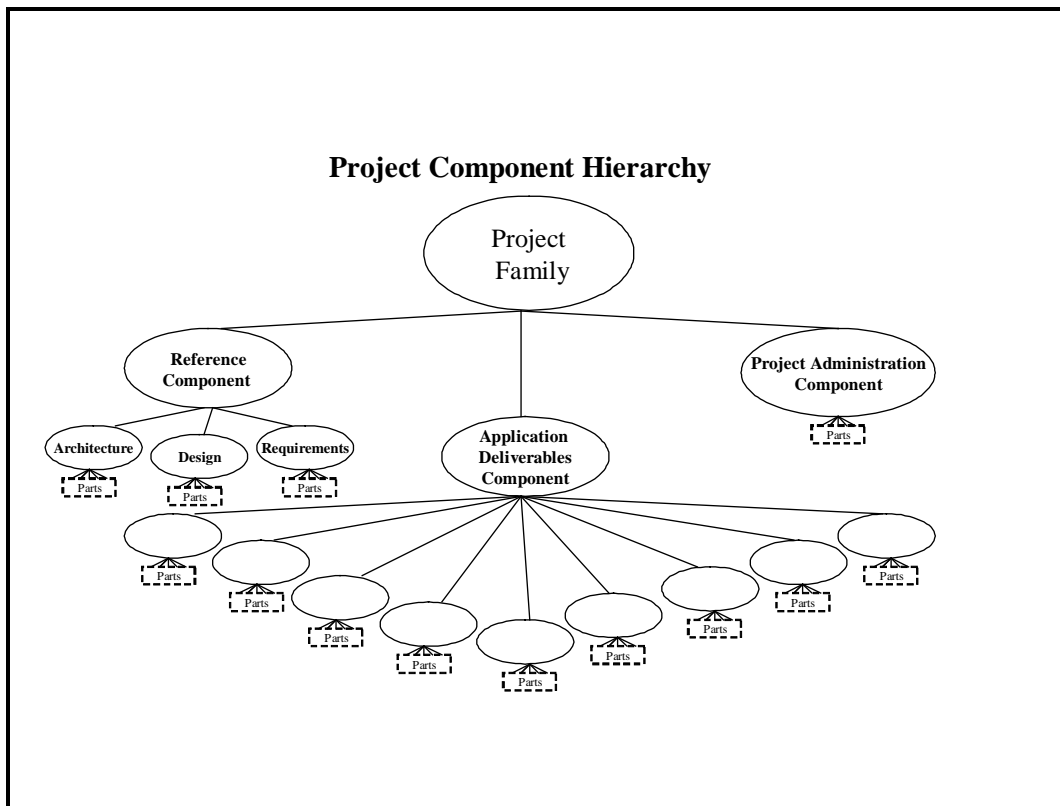 Project Component Hierarchy
Project
Family
Reference
Component
Project Administration
Component
Application
Deliverables
Component
Architecture
Design
Requirements
Parts
Parts
Parts
Parts
Parts
Parts
Parts
Parts
Parts
Parts
Parts
Parts
Parts